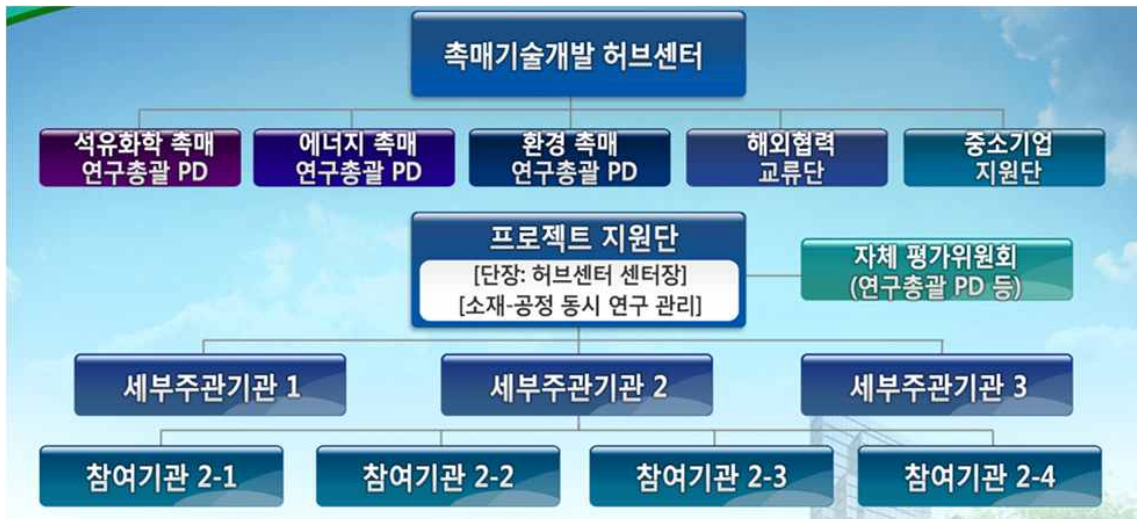 촉매기술개발 허브센터
석유화학 촉매
연구총괄 PD
에너지 촉매
연구총괄 PD
환경 촉매
연구총괄 PD
해외협력
교류단
중소기업
지원단
프로젝트 지원단
[단장: 허브센터 센터장]
[소재-공정 동시 연구 관리]
자체 평가위원회
(연구총괄 PD 등)
세부주관기관 1
세부주관기관 2
세부주관기관 3
참여기관 2-1
참여기관 2-2
참여기관 2-3
참여기관 2-4